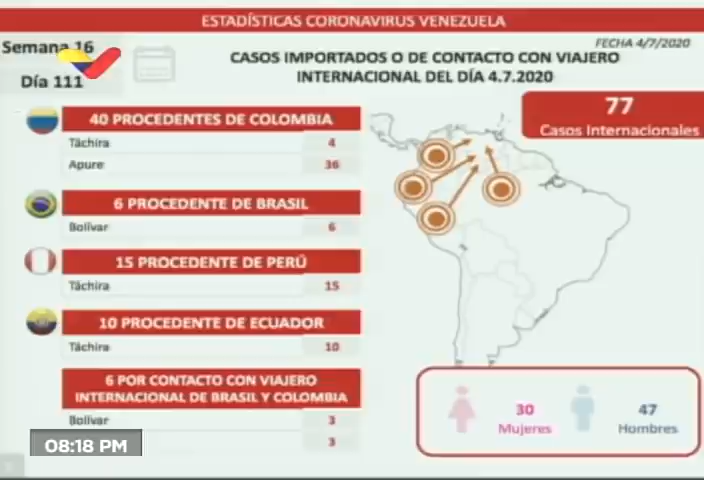 ESTADÍSTICAS CORONAVIRUS VENEZUELA
Semana 16
Día 111
FECHA 4/7/2020
CASOS IMPORTADOS O DE CONTACTO CON VIAJERO
INTERNACIONAL DEL DÍA 4.7.2020
77
Casos Internacionales
40 PROCEDENTES DE COLOMBIA
Táchira 4
Apure 36
6 PROCEDENTE DE BRASIL
Bolívar 6
15 PROCEDENTE DE PERÚ
Táchira 15
10 PROCEDENTE DE ECUADOR
Táchira 10
6 POR CONTACTO CON VIAJERO
INTERNACIONAL DE BRASIL Y COLOMBIA
Bolívar 3
3
30
Mujeres
47
Hombres
08:18 PM